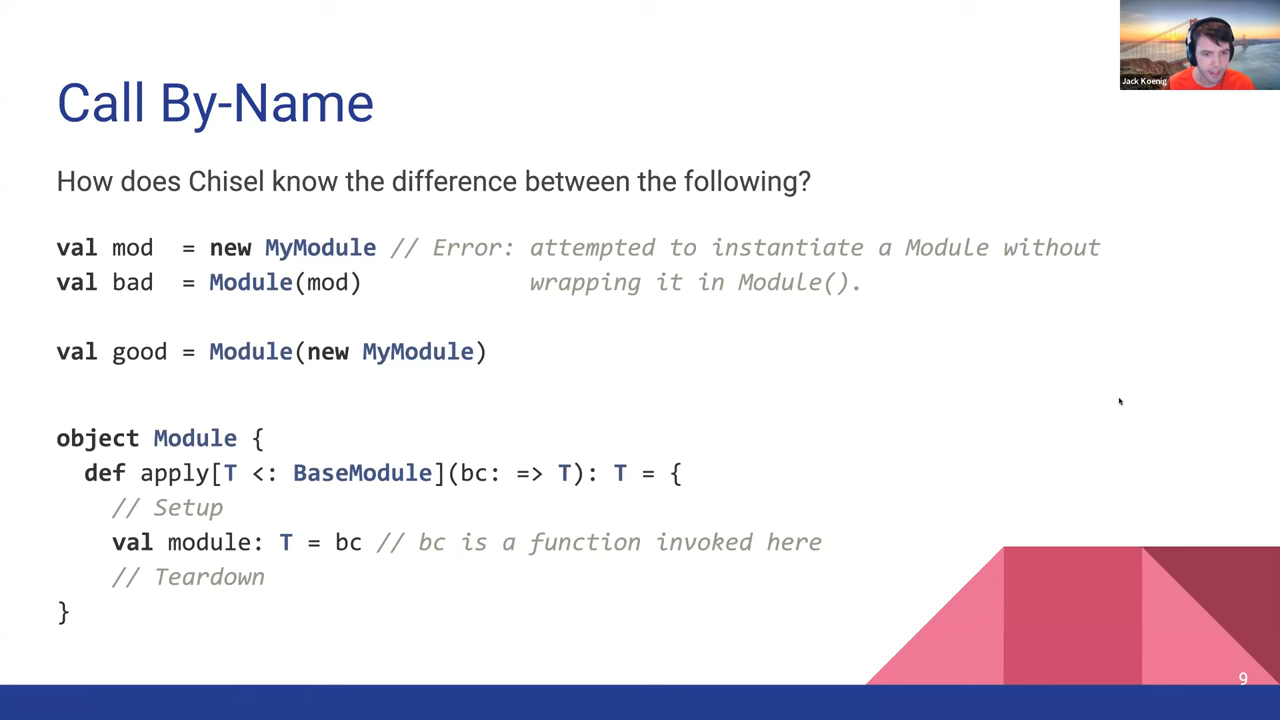 Jack Koenig
Call By-Name
How does Chisel know the difference between the following?
val mod = new MyModule // Error: attempted to instantiate a Module without
val bad = Module(mod) wrapping it in Module().
val good = Module(new MyModule)
object Module {
def apply[T <: BaseModule](bc: => T): T = {
// Setup
val module: T = bc // bc is a function invoked here
// Teardown
}
9